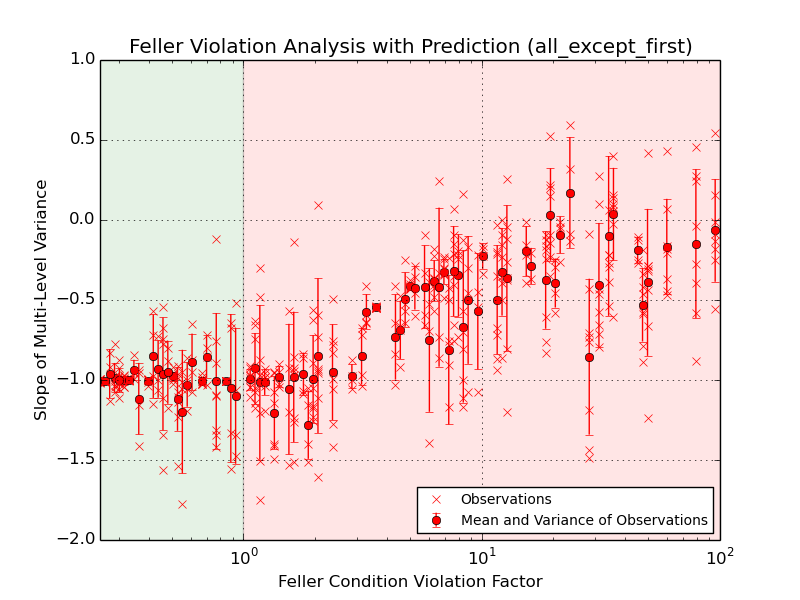 Feller Violation Analysis with Prediction (all_except_first)
Slope of Multi-Level Variance
1.0
0.5
0.0
−0.5
−1.0
−1.5
−2.0
Observations
Mean and Variance of Observations
10⁰ 10¹ 10²
Feller Condition Violation Factor